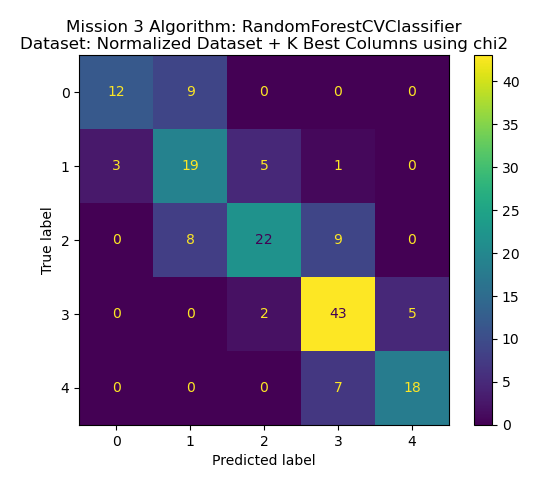 Mission 3 Algorithm: RandomForestCVClassifier
Dataset: Normalized Dataset + K Best Columns using chi2
0 12 9 0 0 0
1 3 19 5 1 0
2 0 8 22 9 0
3 0 0 2 43 5
4 0 0 0 7 18
0 1 2 3 4
Predicted label
True label
40
35
30
25
20
15
10
5
0